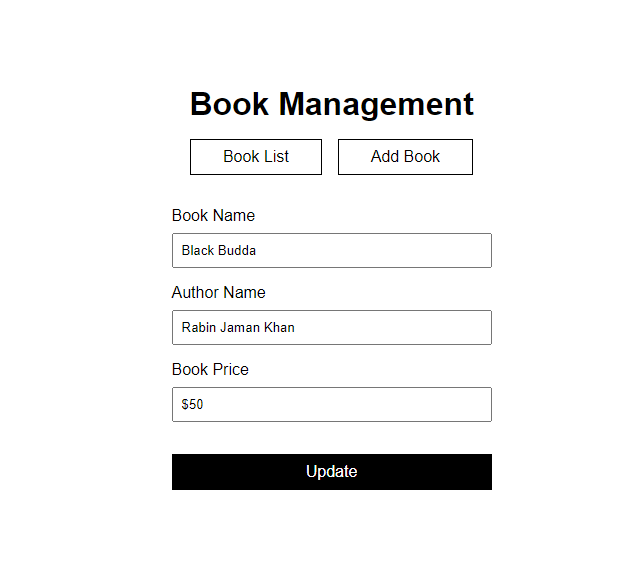 Book Management
Book List Add Book
Book Name
Black Budda
Author Name
Rabin Jaman Khan
Book Price
$50
Update